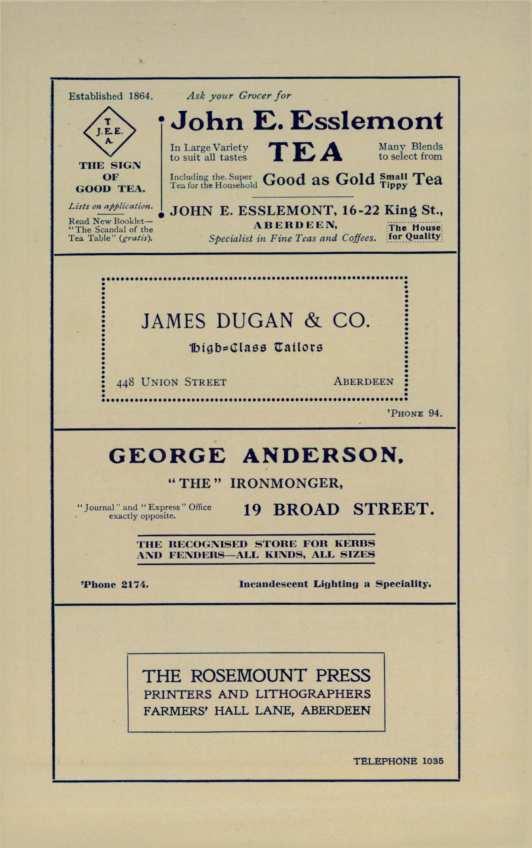 Established 1864.
T
J.E.E.
A.
THE SIGN
OF
GOOD TEA.
Lists on application.
Read New Booklet—
"The Scandal of the
Tea Table" (gratis).
Ask your Grocer for
John E. Esslemont
In Large Variety
to suit all tastes
TEA
Many Blends
to select from
Including the Super
Tea for the Household
Good as Gold Small Tippy Tea
JOHN E. ESSLEMONT, 16-22 King St.,
ABERDEEN,
Specialist in Fine Teas and Coffees.
The House
for Quality
JAMES DUGAN & CO.
High-Class Tailors
448 UNION STREET ABERDEEN
'PHONE 94.
GEORGE ANDERSON,
"THE" IRONMONGER,
"Journal" and "Express" Office
exactly opposite.
19 BROAD STREET.
THE RECOGNISED STORE FOR KERBS
AND FENDERS—ALL KINDS, ALL SIZES
'Phone 2174. Incandescent Lighting a Speciality.
THE ROSEMOUNT PRESS
PRINTERS AND LITHOGRAPHERS
FARMERS' HALL LANE, ABERDEEN
TELEPHONE 1035